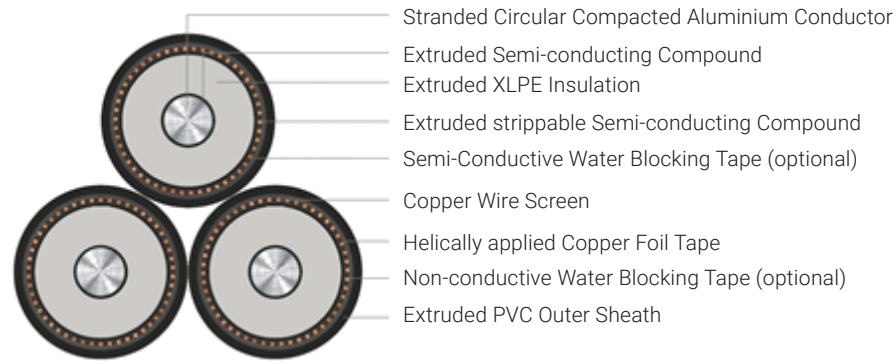 Stranded Circular Compacted Aluminium Conductor
Extruded Semi-conducting Compound
Extruded XLPE Insulation
Extruded strippable Semi-conducting Compound
Semi-Conductive Water Blocking Tape (optional)
Copper Wire Screen
Helically applied Copper Foil Tape
Non-conductive Water Blocking Tape (optional)
Extruded PVC Outer Sheath